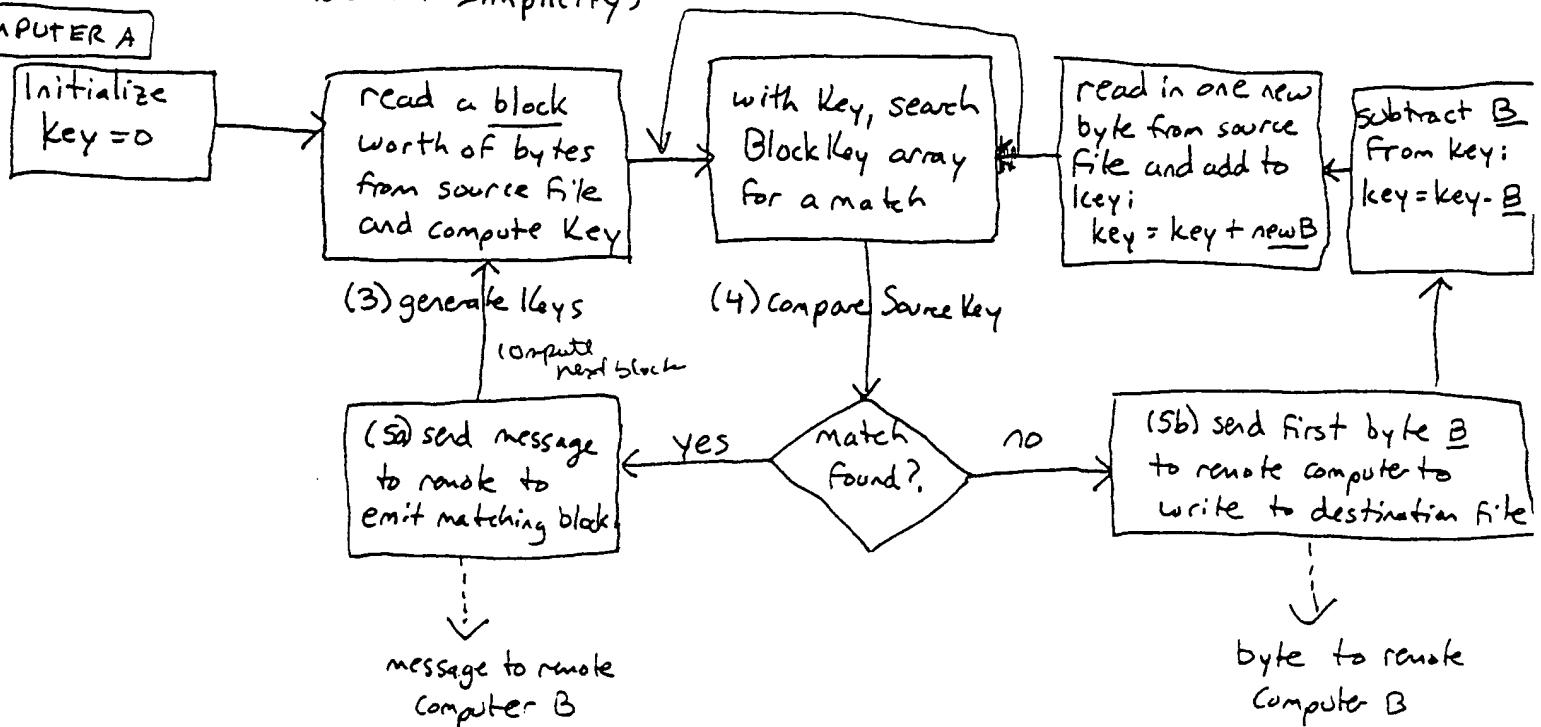 simplicity)
MPUTER A
Initialize
Key = 0
read a block
worth of bytes
from source file
and compute Key
with Key, search
BlockKey array
for a match
read in one new
byte from source
file and add to
key;
key = key + newB
subtract B
from key:
key = key - B
(3) generate Keys
(4) compare Source Key
compute
next block
(5a) send message
to remote to
emit matching block
yes
match
found?
no
(5b) send first byte B
to remote computer to
write to destination file
message to remote
Computer B
byte to remote
Computer B